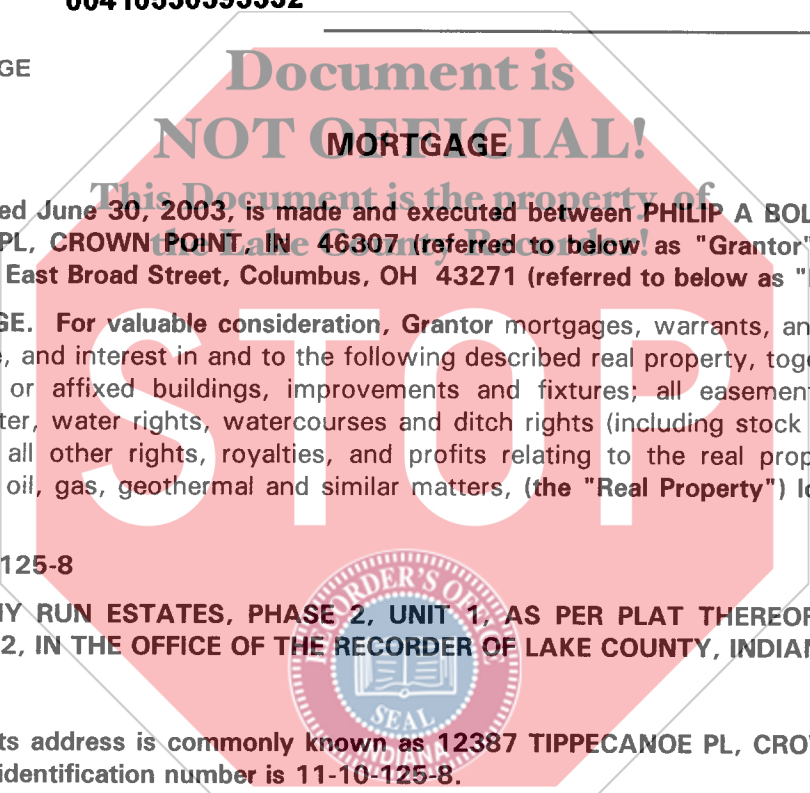 00410530395352
GE
Document is
NOT OFFICIAL!
MORTGAGE
This Document is the property of
the Lake County Recorder!
ed June 30, 2003, is made and executed between PHILIP A BOL
PL, CROWN POINT, IN 46307 (referred to below as "Grantor"
East Broad Street, Columbus, OH 43271 (referred to below as "
GE. For valuable consideration, Grantor mortgages, warrants, an
, and interest in and to the following described real property, toge
or affixed buildings, improvements and fixtures; all easement
ter, water rights, watercourses and ditch rights (including stock
all other rights, royalties, and profits relating to the real prop
oil, gas, geothermal and similar matters, (the "Real Property") lo
STOP
125-8
RUN ESTATES, PHASE 2, UNIT 1, AS PER PLAT THEREOF
2, IN THE OFFICE OF THE RECORDER OF LAKE COUNTY, INDIAN
RECORDER'S OFFICE
SEAL
INDIANA
ts address is commonly known as 12387 TIPPECANOE PL, CROW
identification number is 11-10-125-8.